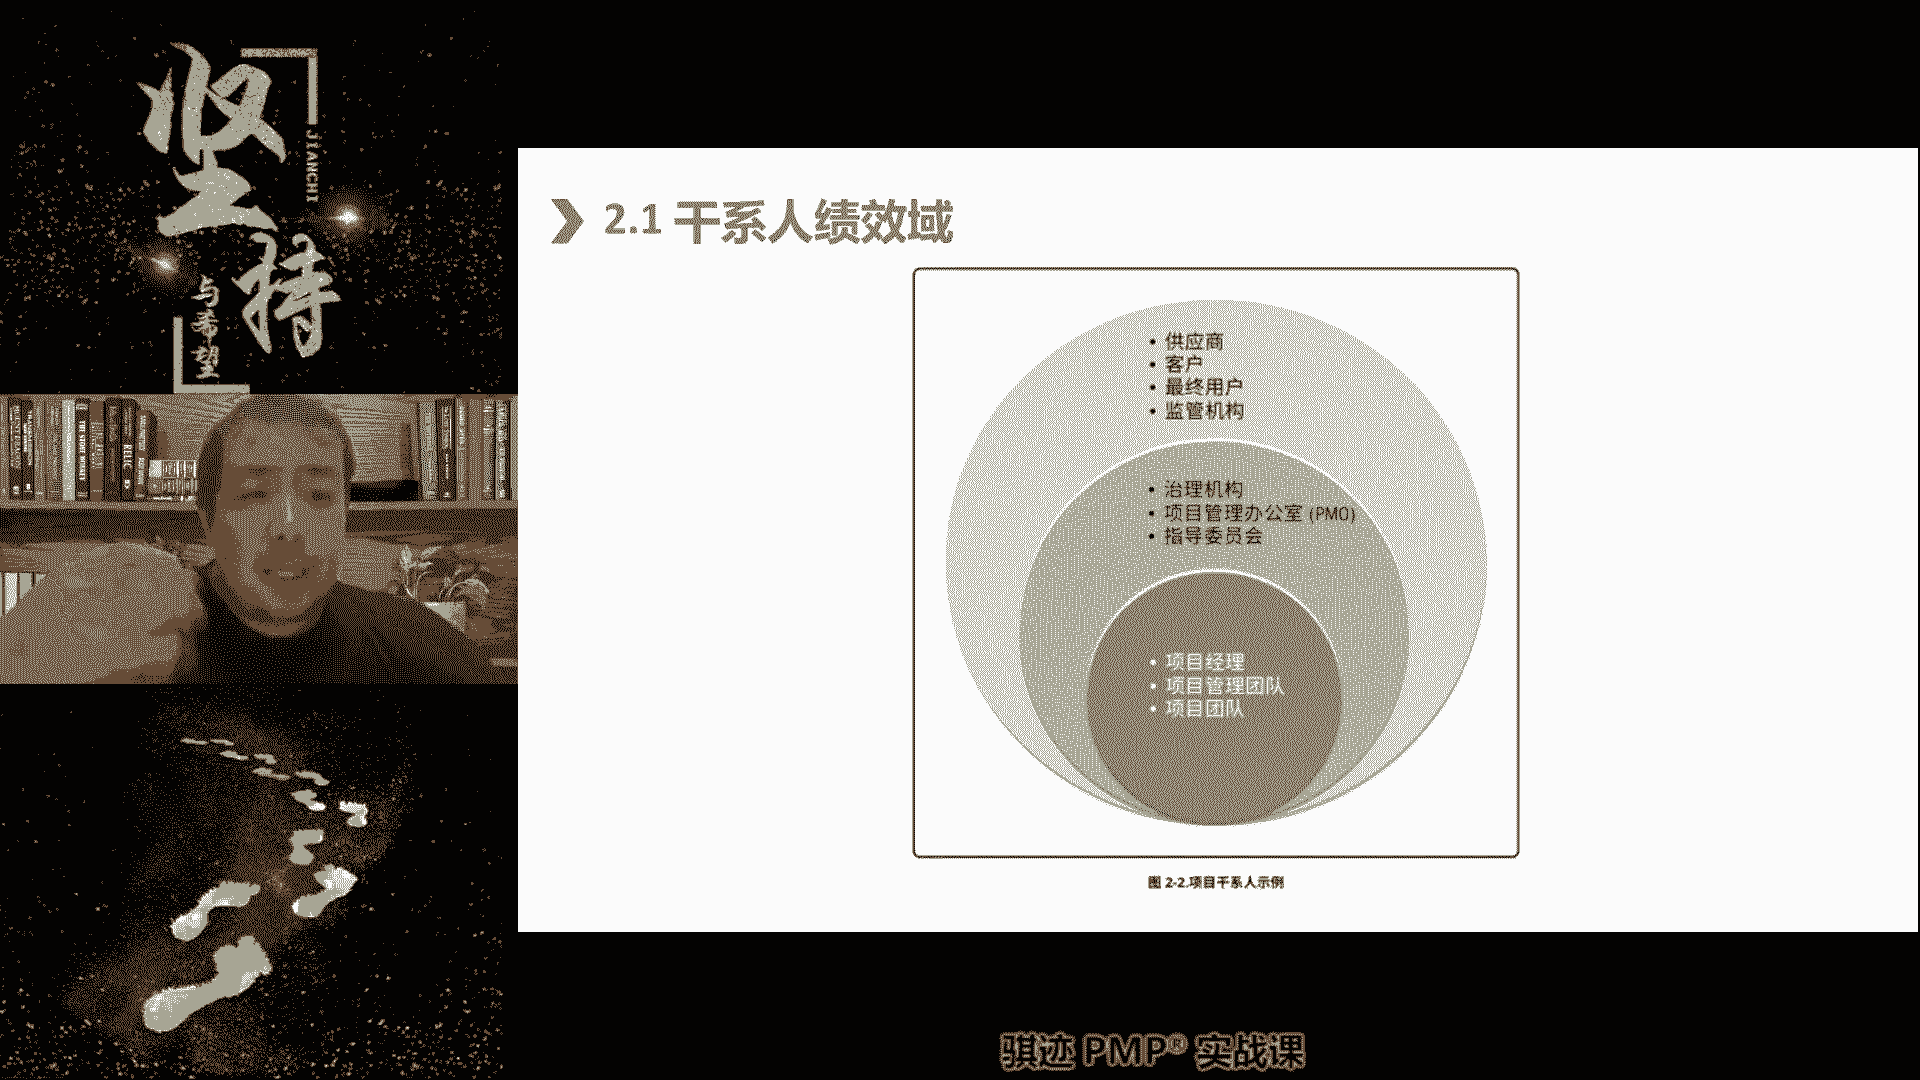 坚持
JIANCHI
与希望
2.1 干系人绩效域
• 供应商
• 客户
• 最终用户
• 监管机构
• 治理机构
• 项目管理办公室 (PMO)
• 指导委员会
• 项目经理
• 项目管理团队
• 项目团队
图 2-2.项目干系人示例
骐迹 PMP® 实战课